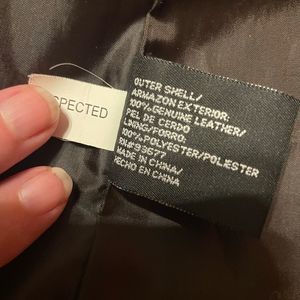 SPECTED
OUTER SHELL/
ARMAZON EXTERIOR:
100% GENUINE LEATHER/
PIEL DE CERDO
LINING/FORRO:
100% POLYESTER/POLIESTER
RN#93677
MADE IN CHINA/
HECHO EN CHINA